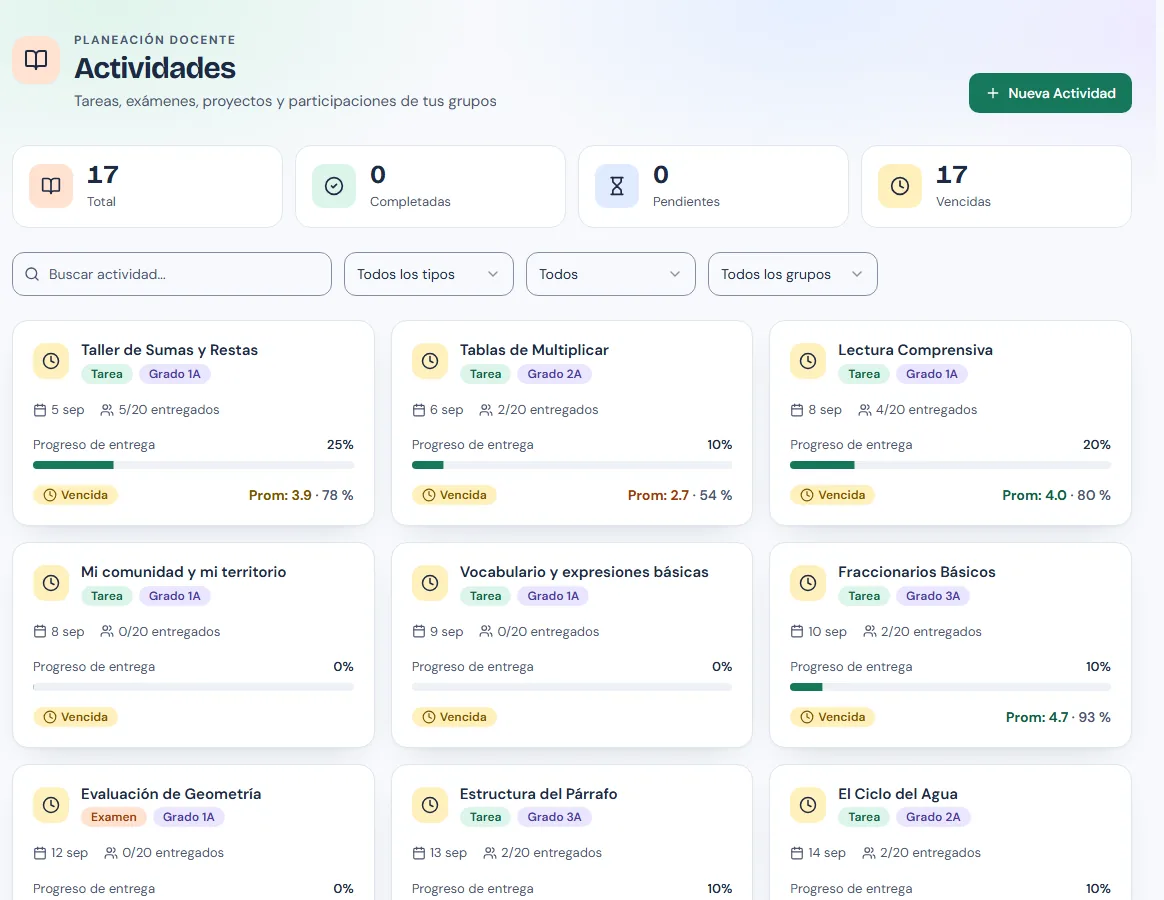 PLANEACIÓN DOCENTE
Actividades
Tareas, exámenes, proyectos y participaciones de tus grupos
+ Nueva Actividad
17
Total
0
Completadas
0
Pendientes
17
Vencidas
Buscar actividad...
Todos los tipos
Todos
Todos los grupos
Taller de Sumas y Restas
Tarea Grado 1A
5 sep 5/20 entregados
Progreso de entrega 25%
Vencida Prom: 3.9 · 78 %
Tablas de Multiplicar
Tarea Grado 2A
6 sep 2/20 entregados
Progreso de entrega 10%
Vencida Prom: 2.7 · 54 %
Lectura Comprensiva
Tarea Grado 1A
8 sep 4/20 entregados
Progreso de entrega 20%
Vencida Prom: 4.0 · 80 %
Mi comunidad y mi territorio
Tarea Grado 1A
8 sep 0/20 entregados
Progreso de entrega 0%
Vencida
Vocabulario y expresiones básicas
Tarea Grado 1A
9 sep 0/20 entregados
Progreso de entrega 0%
Vencida
Fraccionarios Básicos
Tarea Grado 3A
10 sep 2/20 entregados
Progreso de entrega 10%
Vencida Prom: 4.7 · 93 %
Evaluación de Geometría
Examen Grado 1A
12 sep 0/20 entregados
Progreso de entrega 0%
Estructura del Párrafo
Tarea Grado 3A
13 sep 2/20 entregados
Progreso de entrega 10%
El Ciclo del Agua
Tarea Grado 2A
14 sep 2/20 entregados
Progreso de entrega 10%